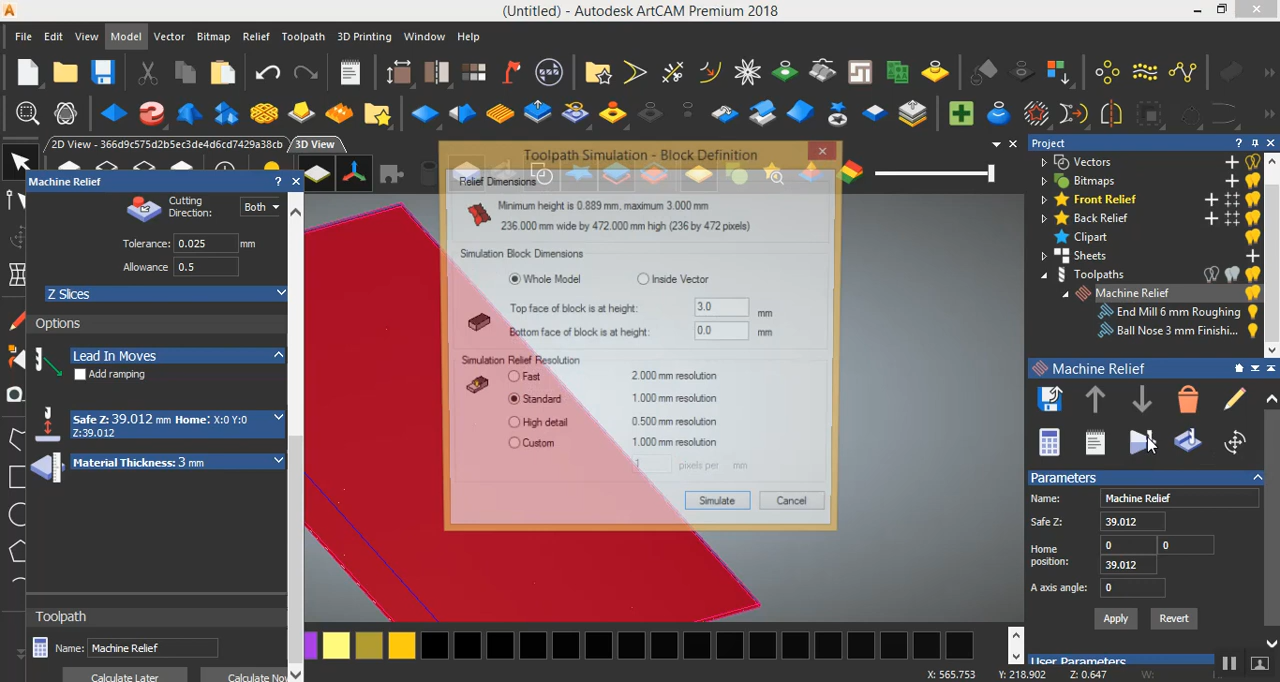 (Untitled) - Autodesk ArtCAM Premium 2018
File Edit View Model Vector Bitmap Relief Toolpath 3D Printing Window Help
2D View - 366d9c575d2b5ec3de4d6cd7429a38cb 3D View
Machine Relief
Cutting Direction: Both
Tolerance: 0.025 mm
Allowance 0.5
Z Slices
Options
Lead In Moves
Add ramping
Safe Z: 39.012 mm Home: X:0 Y:0
Z:39.012
Material Thickness: 3 mm
Toolpath
Name: Machine Relief
Calculate Later Calculate Now
Toolpath Simulation - Block Definition
Relief Dimensions
Minimum height is 0.889 mm, maximum 3.000 mm
236.000 mm wide by 472.000 mm high (236 by 472 pixels)
Simulation Block Dimensions
Whole Model Inside Vector
Top face of block is at height: 3.0 mm
Bottom face of block is at height: 0.0 mm
Simulation Relief Resolution
Fast 2.000 mm resolution
Standard 1.000 mm resolution
High detail 0.500 mm resolution
Custom 1.000 mm resolution
1 pixels per mm
Simulate Cancel
Project
Vectors
Bitmaps
Front Relief
Back Relief
Clipart
Sheets
Toolpaths
Machine Relief
End Mill 6 mm Roughing
Ball Nose 3 mm Finishi...
Machine Relief
Parameters
Name: Machine Relief
Safe Z: 39.012
Home position: 0 0
39.012
A axis angle: 0
Apply Revert
User Parameters
X: 565.753 Y: 218.902 Z: 0.647 W: